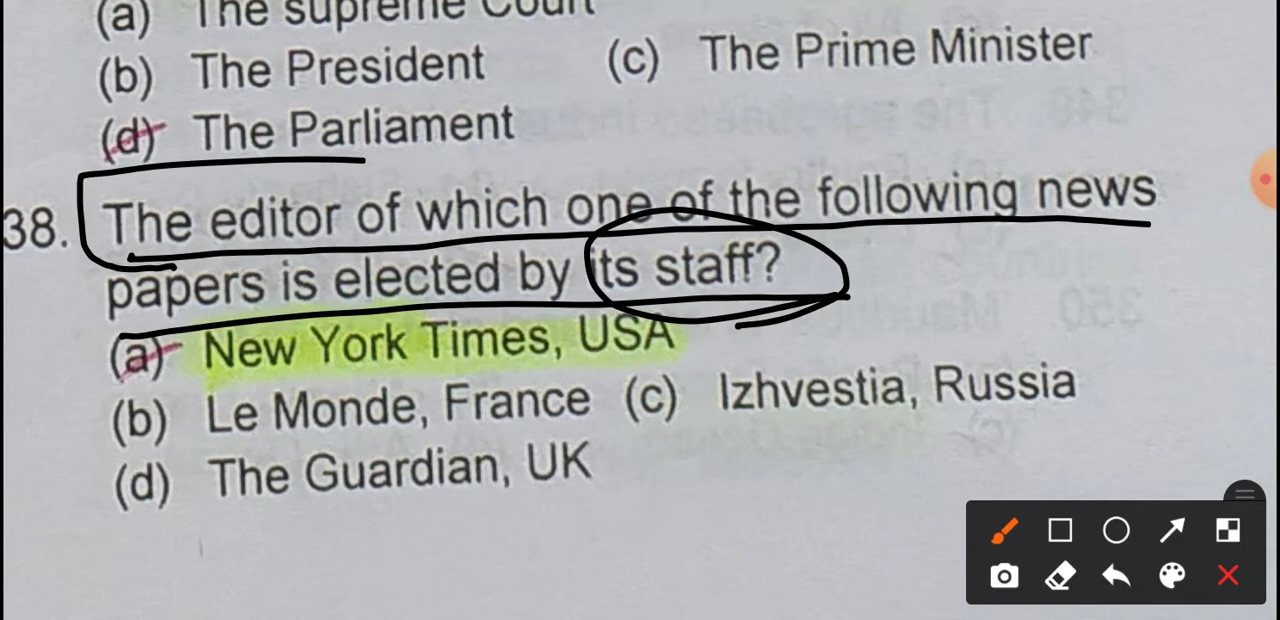 (a) The supreme Court
(b) The President (c) The Prime Minister
(d) The Parliament
38. The editor of which one of the following news
papers is elected by its staff?
(a) New York Times, USA
(b) Le Monde, France (c) Izhvestia, Russia
(d) The Guardian, UK